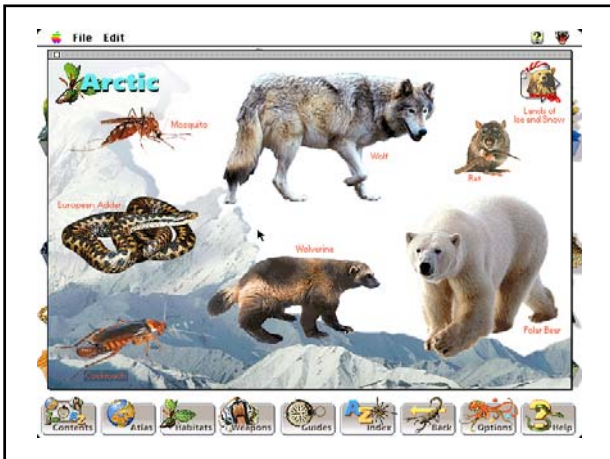 File Edit
Arctic
Mosquito
Wolf
Lands of
Ice and Snow
Rat
European Adder
Wolverine
Polar Bear
Cockroach
Contents
Atlas
Habitats
Weapons
Guides
A Z
Index
Back
Options
Help